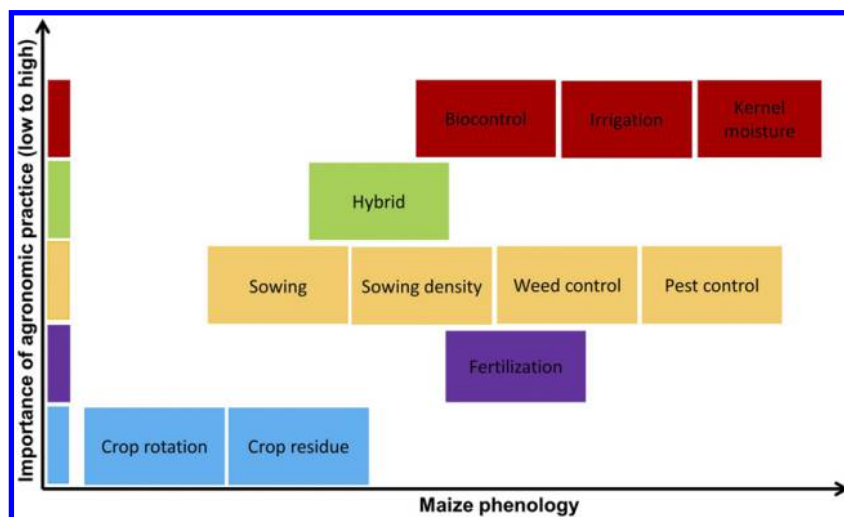 Importance of agronomic practice (low to high)
Biocontrol
Irrigation
Kernel
moisture
Hybrid
Sowing
Sowing density
Weed control
Pest control
Fertilization
Crop rotation
Crop residue
Maize phenology